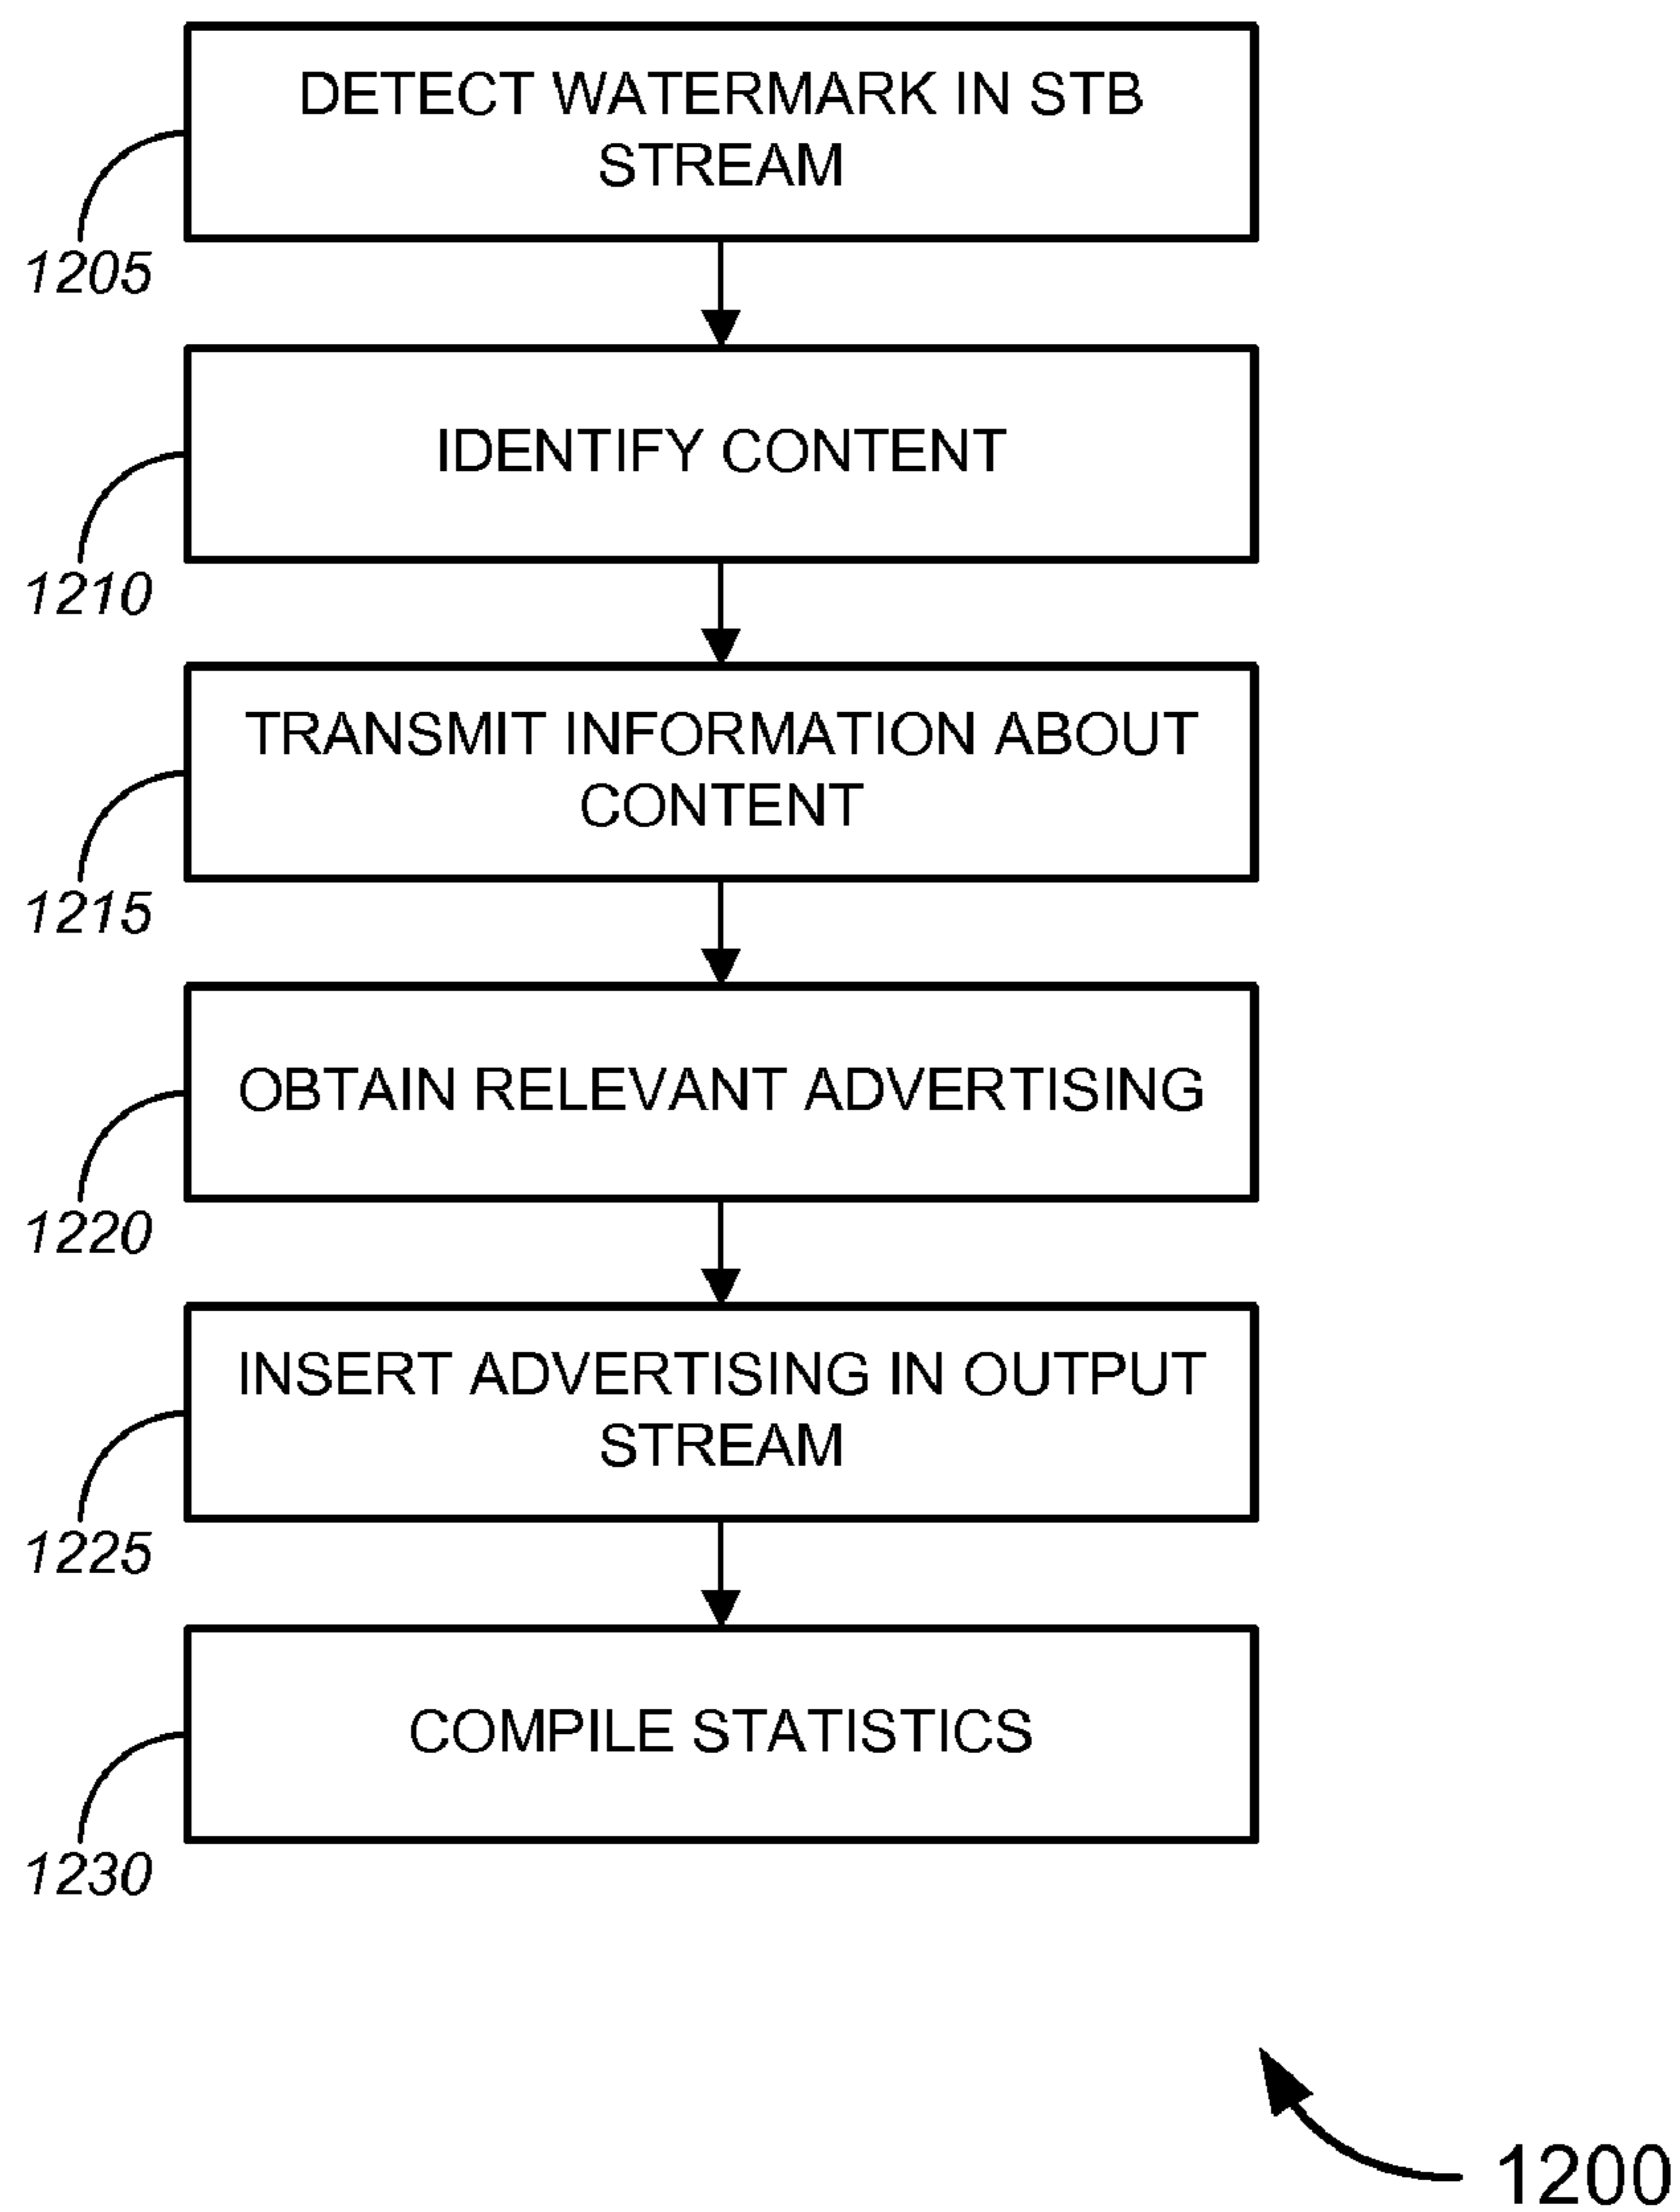 DETECT WATERMARK IN STB
STREAM
1205
IDENTIFY CONTENT
1210
TRANSMIT INFORMATION ABOUT
CONTENT
1215
OBTAIN RELEVANT ADVERTISING
1220
INSERT ADVERTISING IN OUTPUT
STREAM
1225
COMPILE STATISTICS
1230
1200